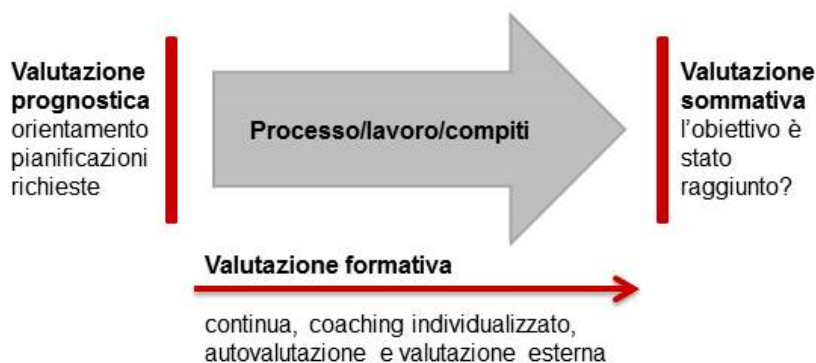 Valutazione
prognostica
orientamento
pianificazioni
richieste
Processo/lavoro/compiti
Valutazione
sommativa
l'obiettivo è
stato
raggiunto?
Valutazione formativa
continua, coaching individualizzato,
autovalutazione e valutazione esterna